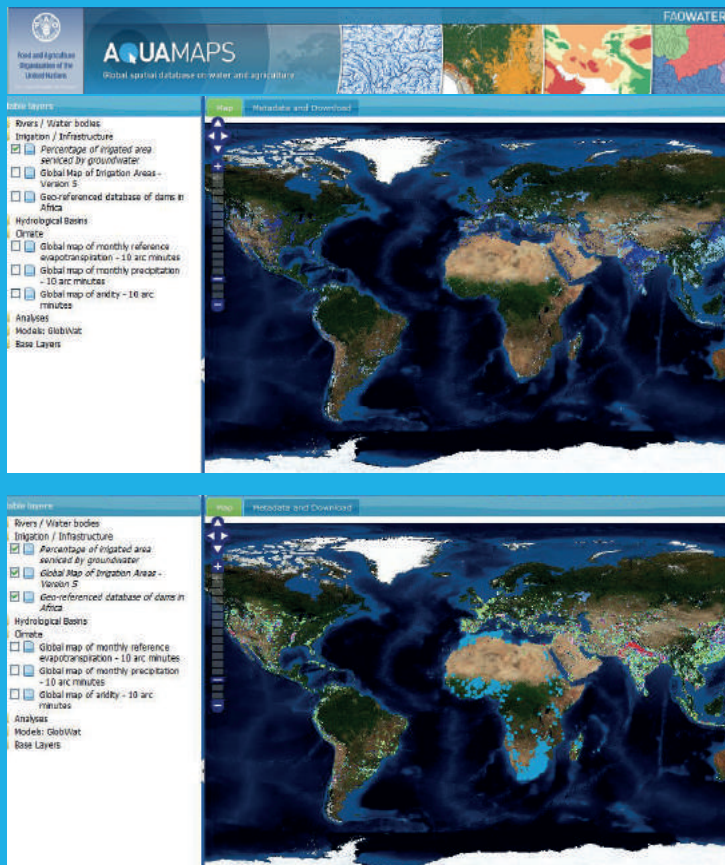 FAOWATER
Food and Agriculture
Organization of the
United Nations
AQUAMAPS
Global spatial database on water and agriculture
layers
Map
Metadata and Download
Rivers / Water bodies
Irrigation / Infrastructure
Percentage of irrigated area
serviced by groundwater
Global Map of Irrigation Areas -
Version 5
Geo-referenced database of dams in
Africa
Hydrological Basins
Climate
Global map of monthly reference
evapotranspiration - 10 arc minutes
Global map of monthly precipitation
- 10 arc minutes
Global map of aridity - 10 arc
minutes
Analyses
Models: GlobWat
Base Layers
layers
Map
Metadata and Download
Rivers / Water bodies
Irrigation / Infrastructure
Percentage of irrigated area
serviced by groundwater
Global Map of Irrigation Areas -
Version 5
Geo-referenced database of dams in
Africa
Hydrological Basins
Climate
Global map of monthly reference
evapotranspiration - 10 arc minutes
Global map of monthly precipitation
- 10 arc minutes
Global map of aridity - 10 arc
minutes
Analyses
Models: GlobWat
Base Layers